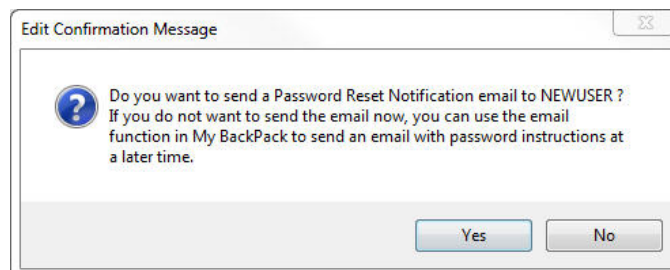 Edit Confirmation Message
Do you want to send a Password Reset Notification email to NEWUSER ?
If you do not want to send the email now, you can use the email
function in My BackPack to send an email with password instructions at
a later time.
Yes
No